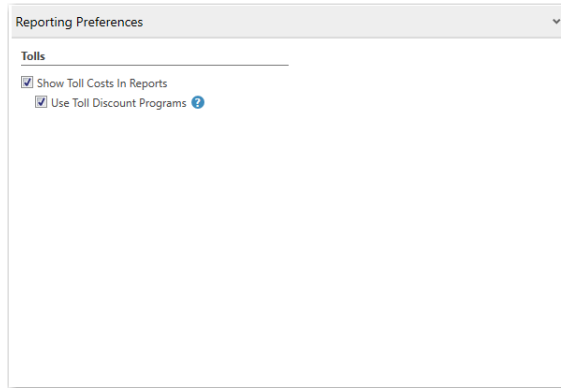 Reporting Preferences
Tolls
Show Toll Costs In Reports
Use Toll Discount Programs ?